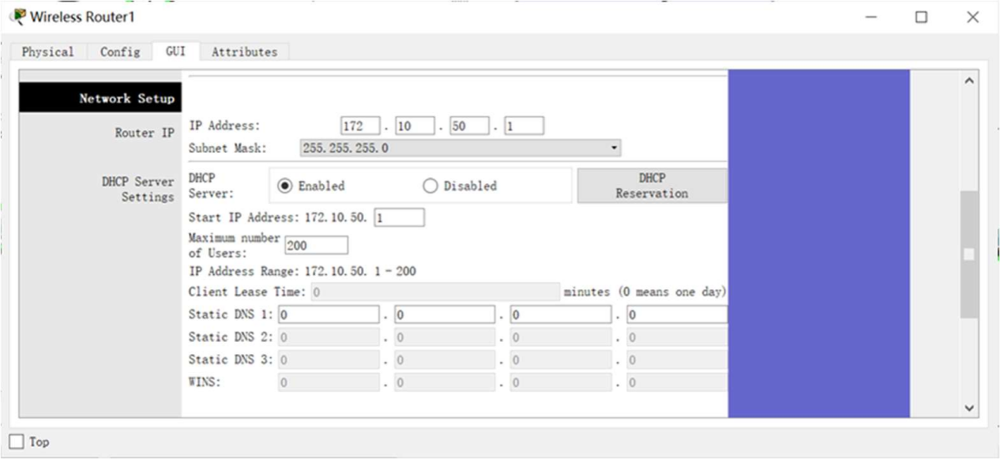 Wireless Router1
Physical Config GUI Attributes
Network Setup
Router IP
IP Address: 172 . 10 . 50 . 1
Subnet Mask: 255.255.255.0
DHCP Server Settings
DHCP Server: Enabled Disabled DHCP Reservation
Start IP Address: 172.10.50. 1
Maximum number of Users: 200
IP Address Range: 172.10.50. 1 - 200
Client Lease Time: 0 minutes (0 means one day)
Static DNS 1: 0 . 0 . 0 . 0
Static DNS 2: 0 . 0 . 0 . 0
Static DNS 3: 0 . 0 . 0 . 0
WINS: 0 . 0 . 0 . 0
Top